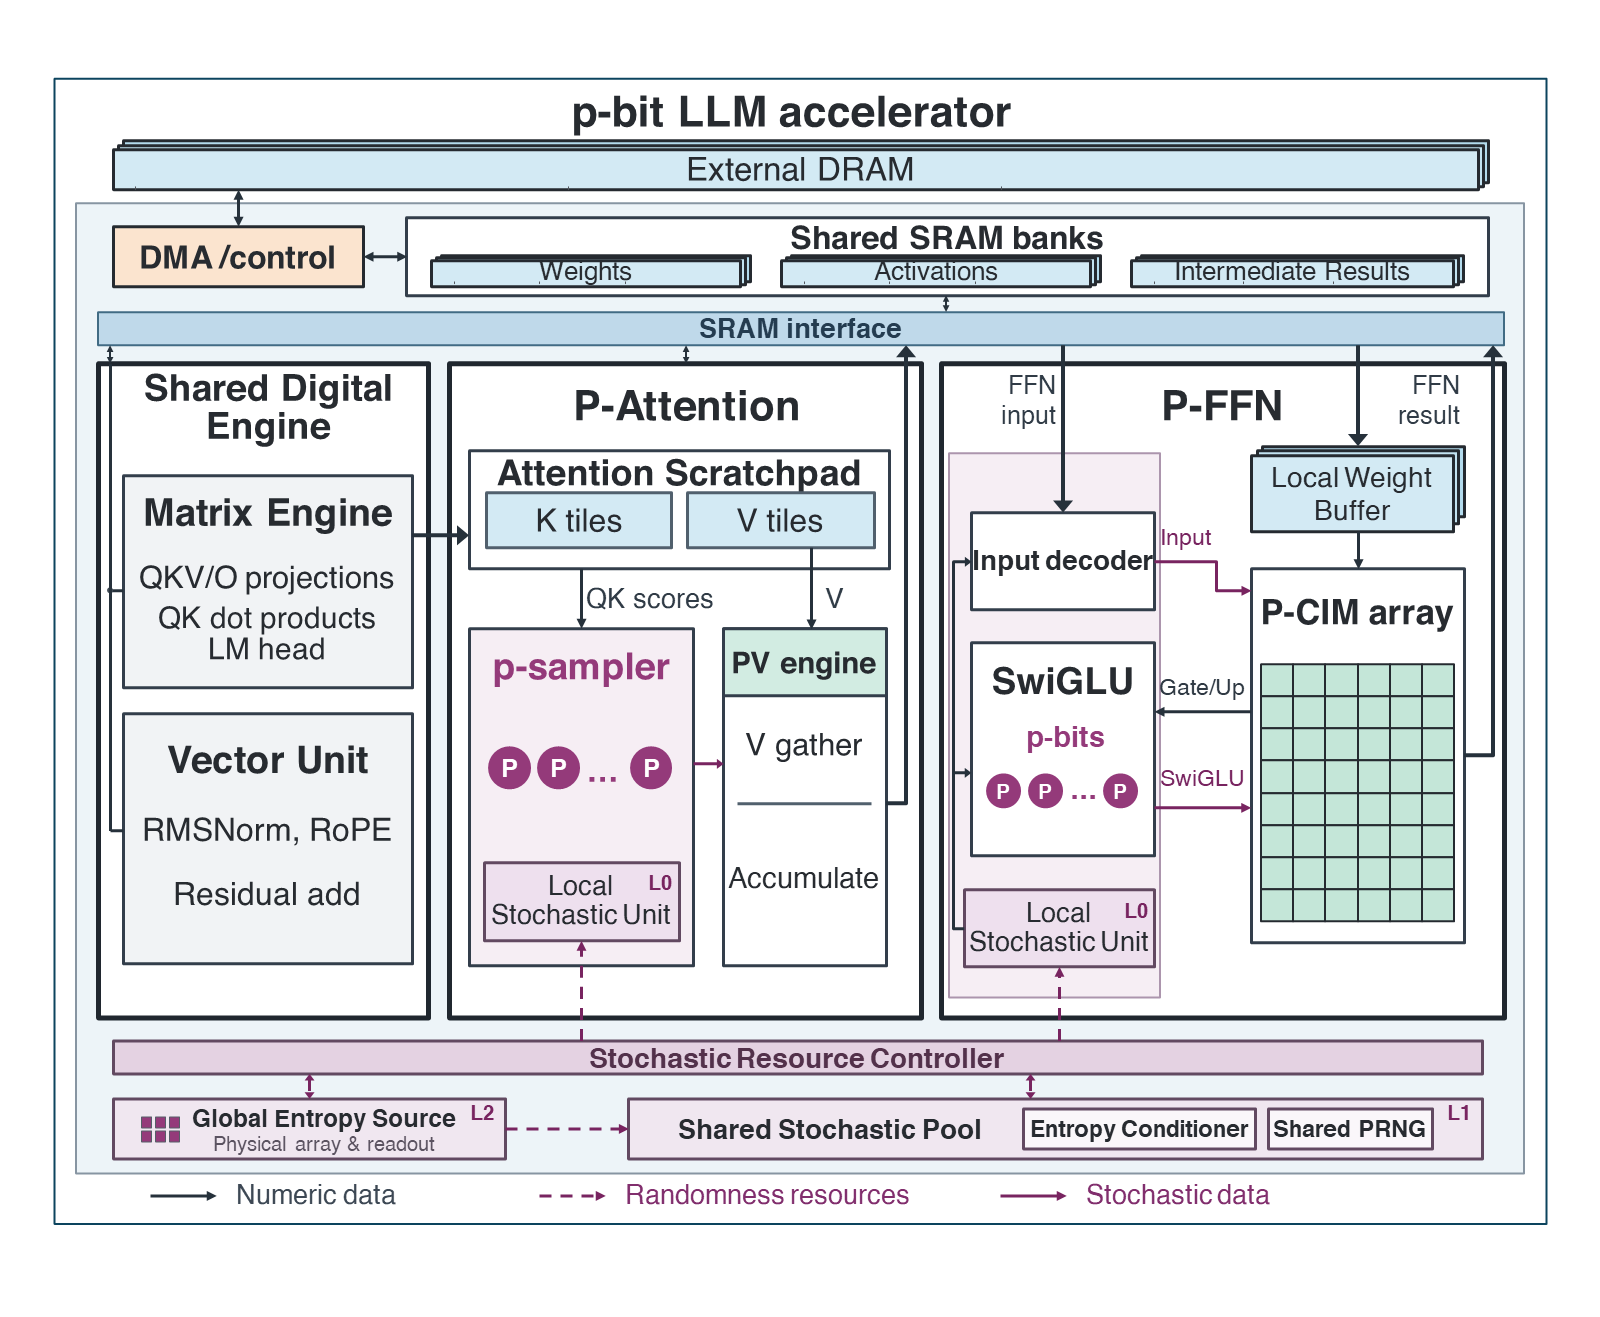 p-bit LLM accelerator
External DRAM
DMA /control
Shared SRAM banks
Weights
Activations
Intermediate Results
SRAM interface
Shared Digital
Engine
Matrix Engine
QKV/O projections
QK dot products
LM head
Vector Unit
RMSNorm, RoPE
Residual add
P-Attention
Attention Scratchpad
K tiles
V tiles
QK scores
V
p-sampler
P P ... P
Local L0
Stochastic Unit
PV engine
V gather
Accumulate
P-FFN
FFN
input
FFN
result
Local Weight
Buffer
Input decoder
Input
P-CIM array
SwiGLU
p-bits
P P ... P
Gate/Up
SwiGLU
Local L0
Stochastic Unit
Stochastic Resource Controller
Global Entropy Source L2
Physical array & readout
Shared Stochastic Pool
Entropy Conditioner
Shared PRNG
L1
Numeric data
Randomness resources
Stochastic data